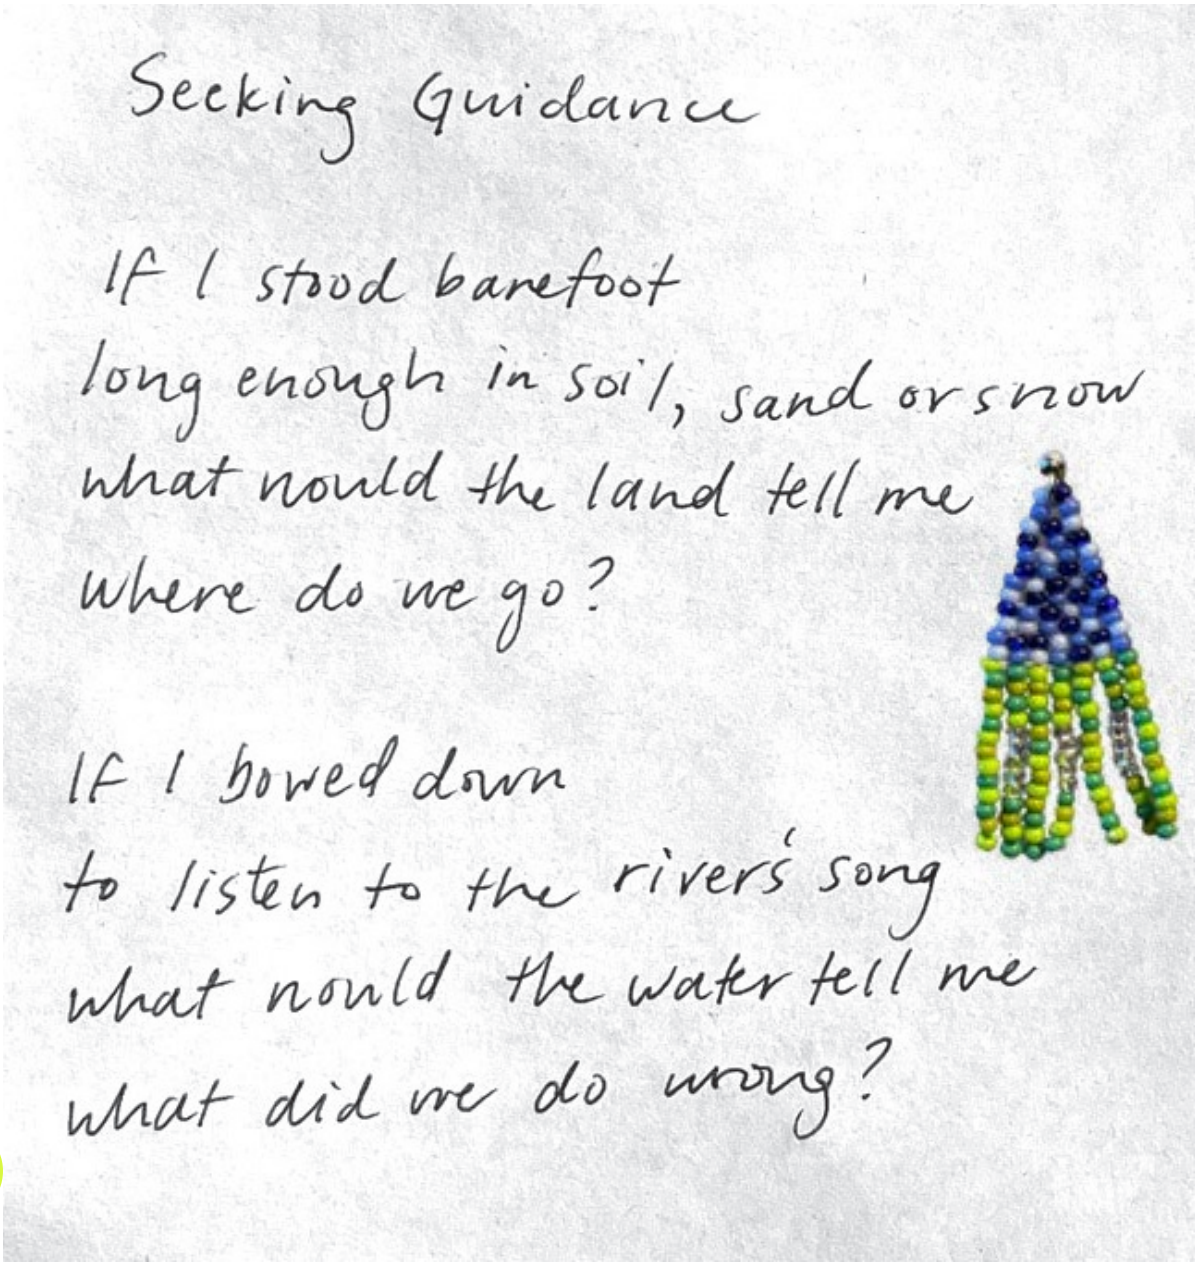 Seeking Guidance
If I stood barefoot
long enough in soil, sand or snow
what would the land tell me
where do we go?
If I bowed down
to listen to the river's song
what would the water tell me
what did we do wrong?